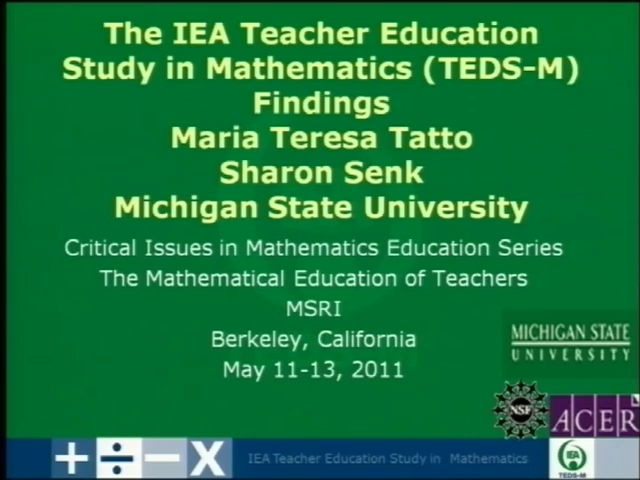 The IEA Teacher Education
Study in Mathematics (TEDS-M)
Findings
Maria Teresa Tatto
Sharon Senk
Michigan State University
Critical Issues in Mathematics Education Series
The Mathematical Education of Teachers
MSRI
Berkeley, California
May 11-13, 2011
MICHIGAN STATE
UNIVERSITY
NSF
ACER
+ ÷ − X
IEA Teacher Education Study in Mathematics
IEA
TEDS-M